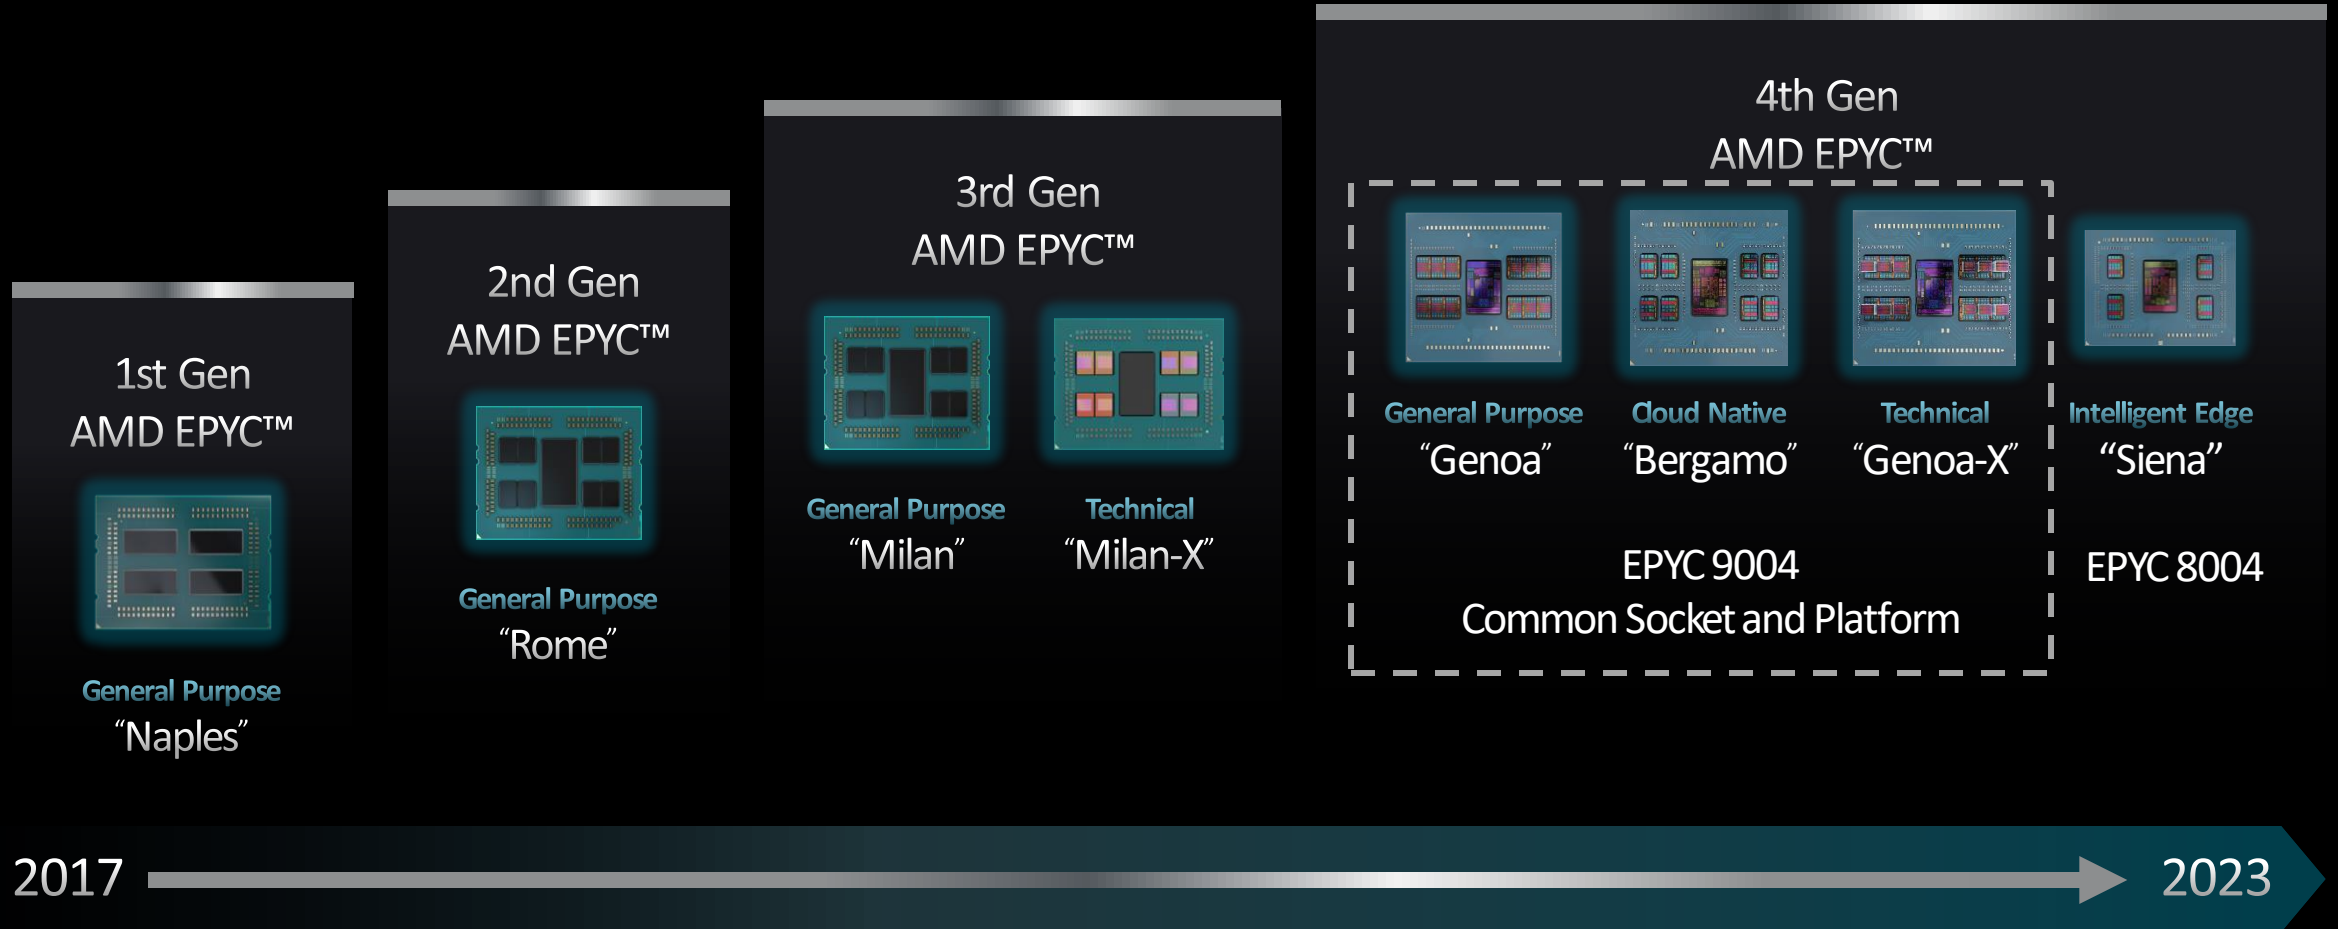 1st Gen
AMD EPYC™
General Purpose
“Naples”
2nd Gen
AMD EPYC™
General Purpose
“Rome”
3rd Gen
AMD EPYC™
General Purpose
“Milan”
Technical
“Milan-X”
4th Gen
AMD EPYC™
General Purpose
“Genoa”
Cloud Native
“Bergamo”
Technical
“Genoa-X”
EPYC 9004
Common Socket and Platform
Intelligent Edge
“Siena”
EPYC 8004
2017
2023